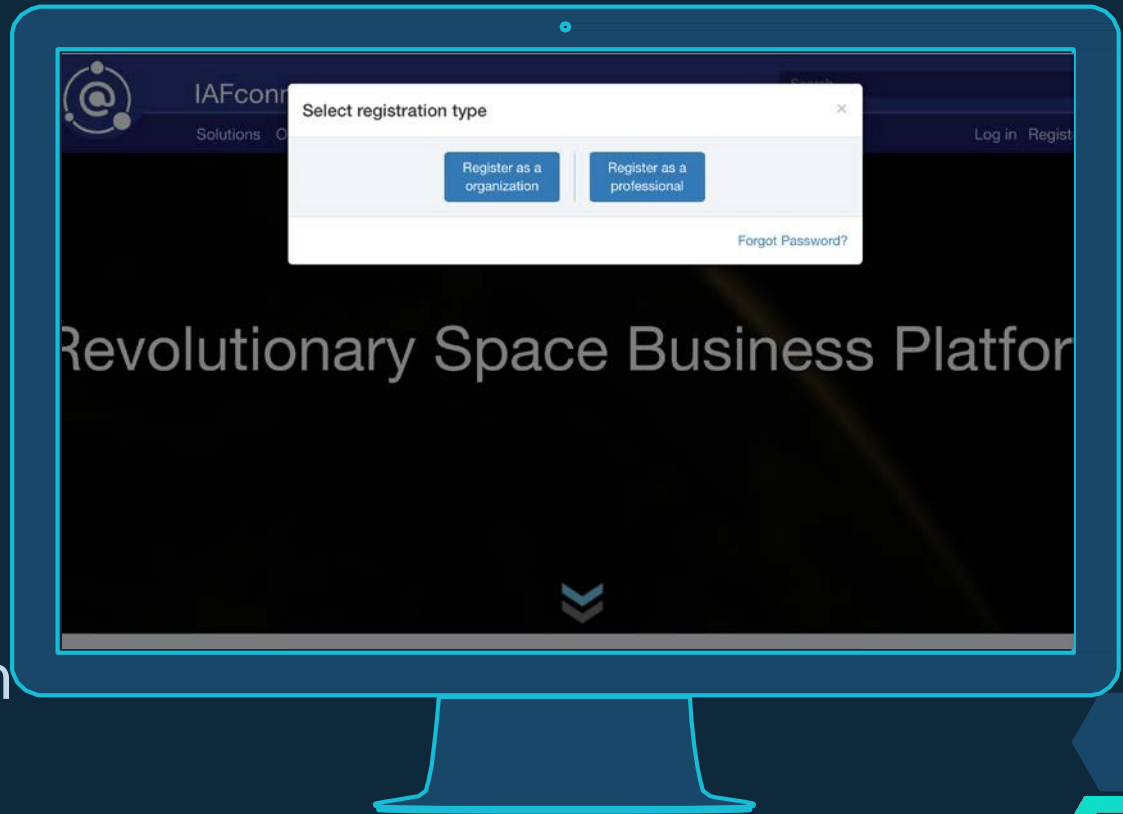 IAFconn
Solutions O
Log in Regist
Select registration type
×
Register as a
organization
Register as a
professional
Forgot Password?
Revolutionary Space Business Platfor
n